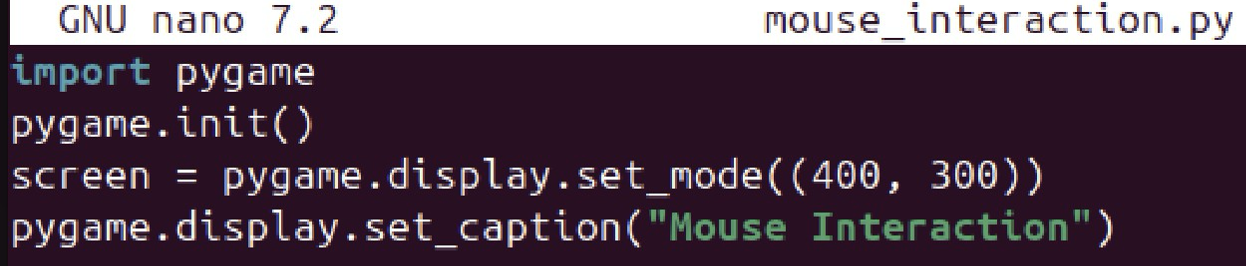 GNU nano 7.2 mouse_interaction.py
import pygame
pygame.init()
screen = pygame.display.set_mode((400, 300))
pygame.display.set_caption("Mouse Interaction")